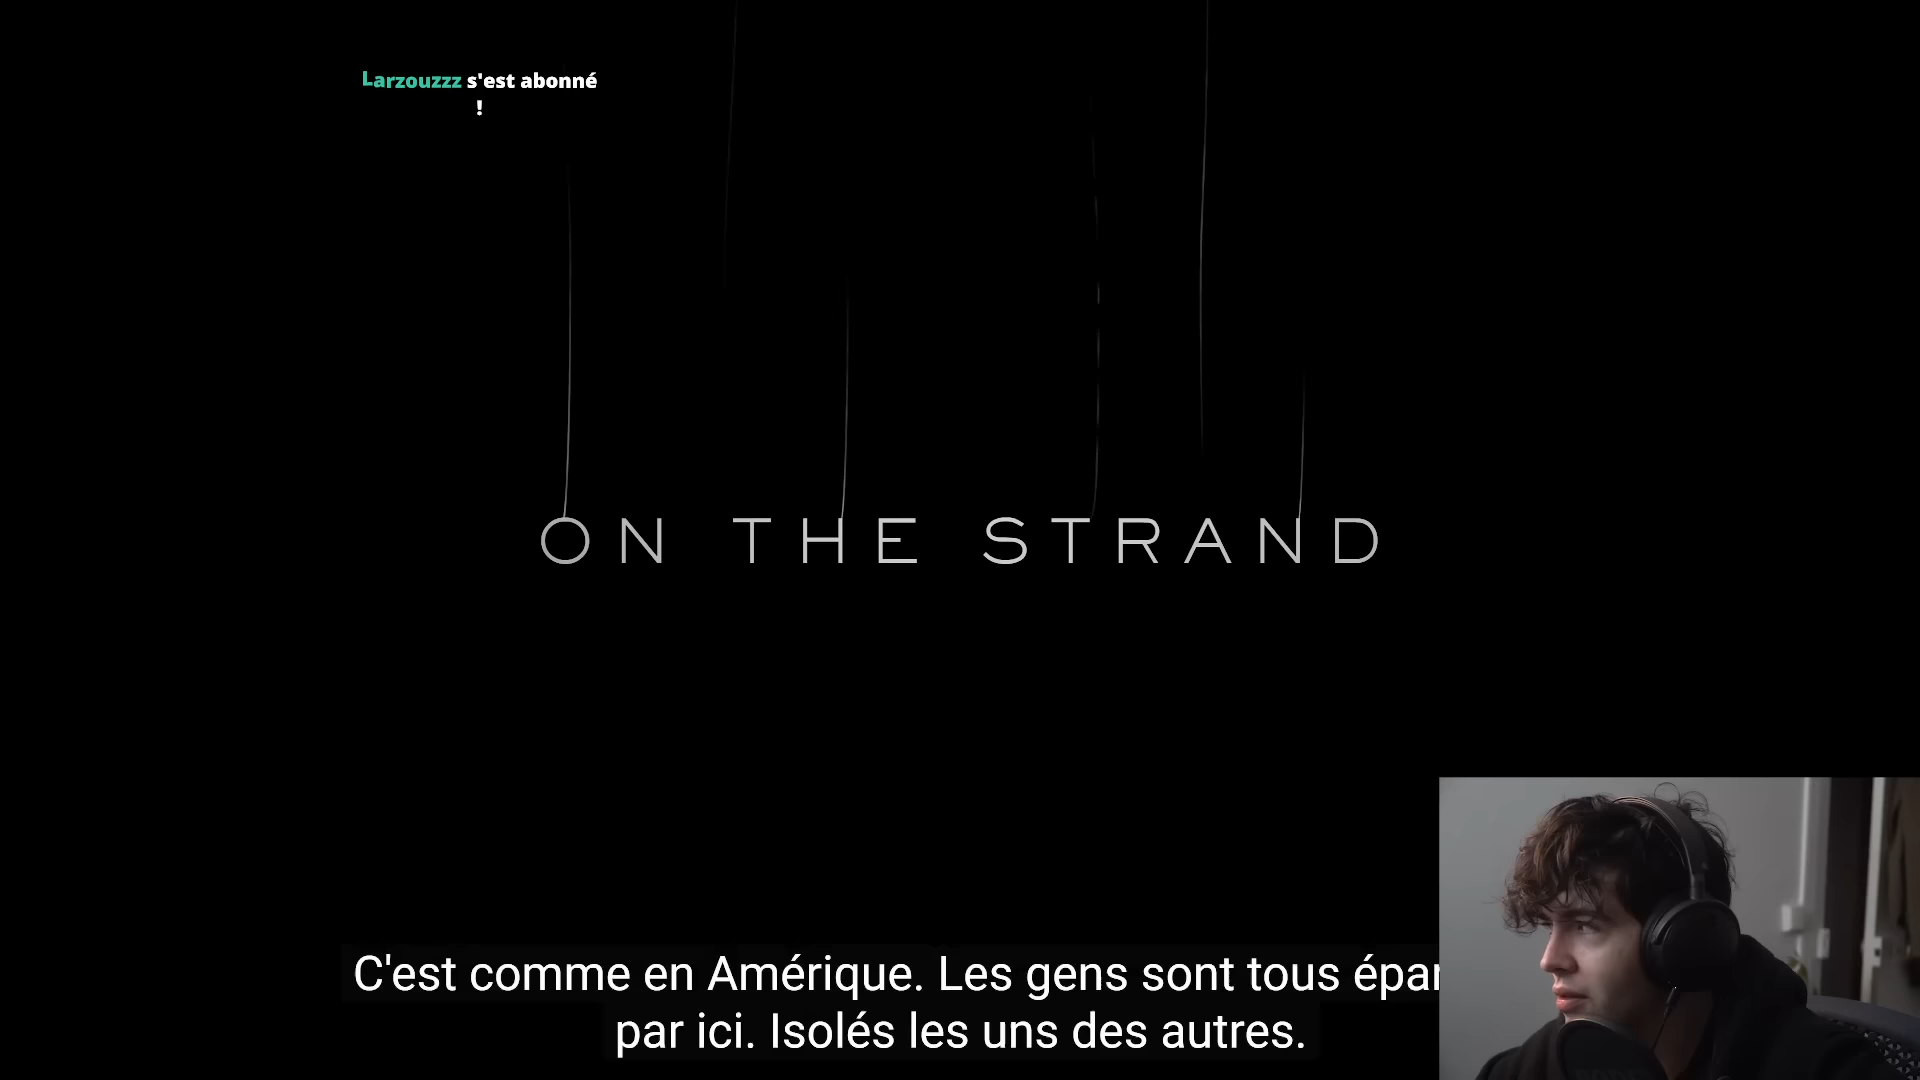 Larzouzzz s'est abonné
!
ON THE STRAND
C'est comme en Amérique. Les gens sont tous
par ici. Isolés les uns des autres.